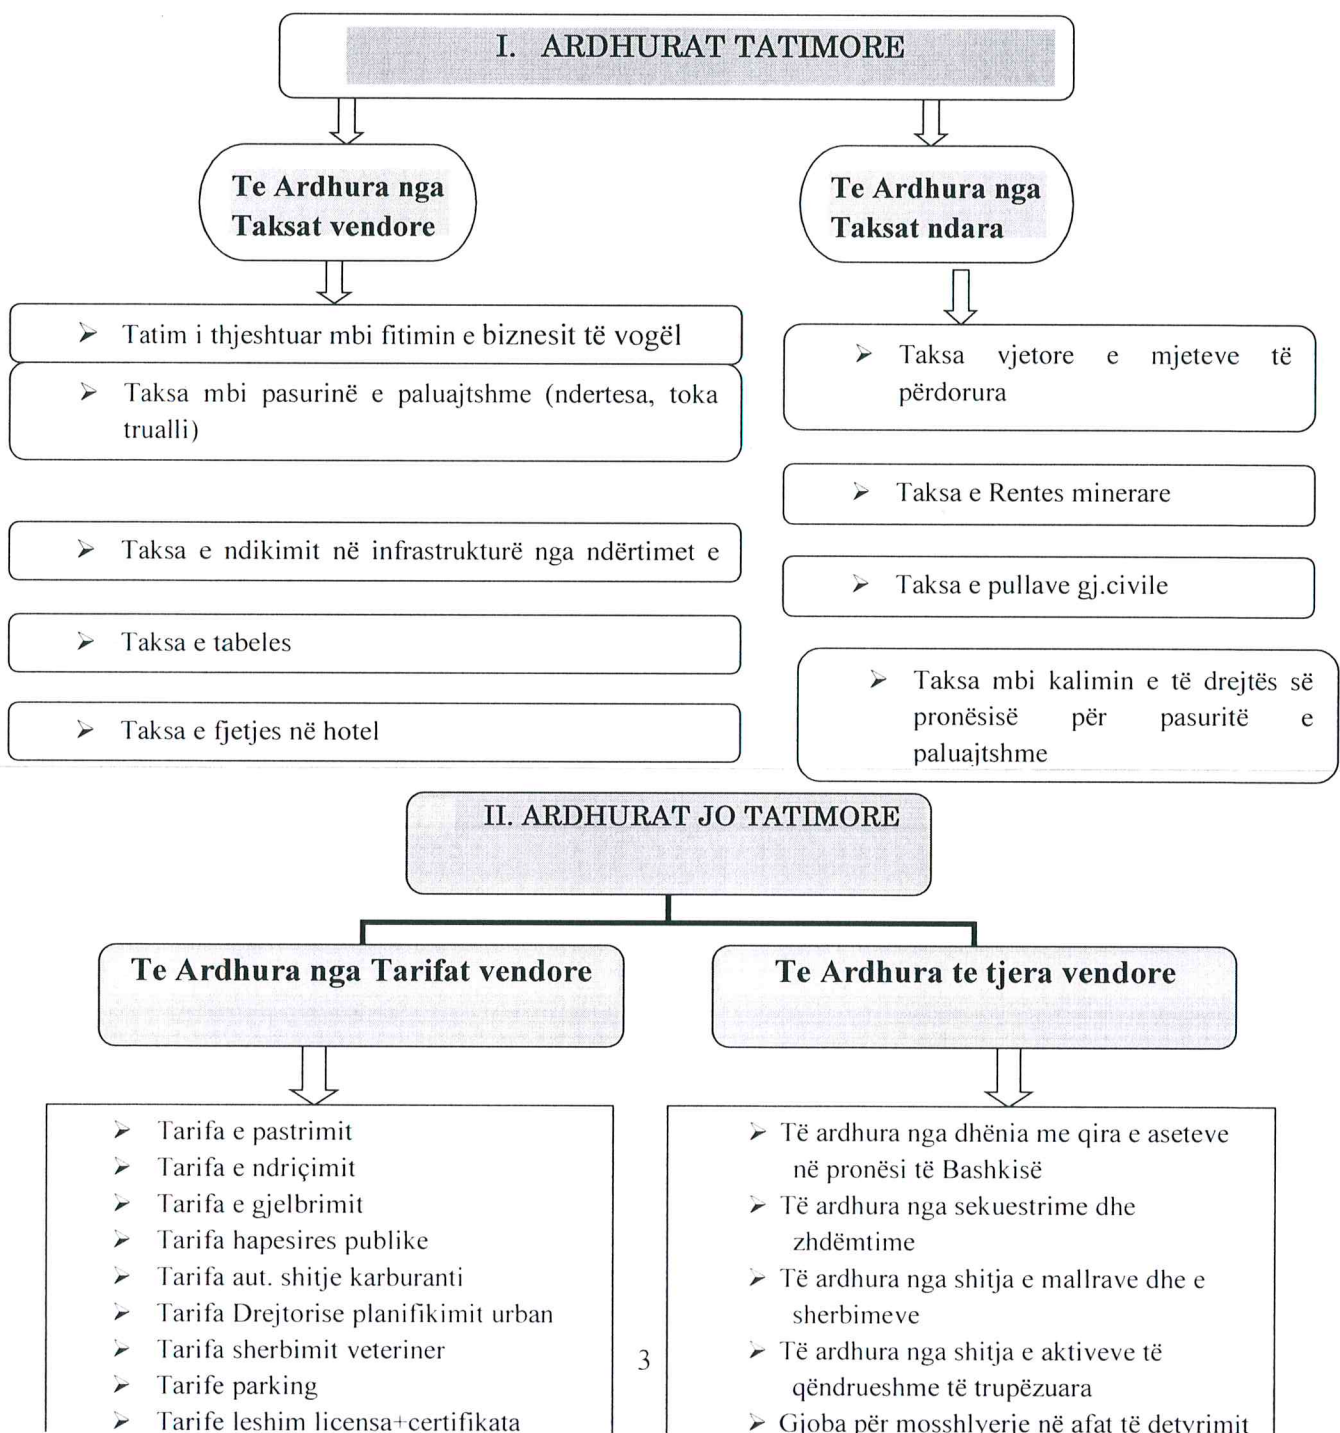 I. ARDHURAT TATIMORE
Te Ardhura nga
Taksat vendore
Tatim i thjeshtuar mbi fitimin e biznesit të vogël
Taksa mbi pasurinë e paluajtshme (ndertesa, toka
trualli)
Taksa e ndikimit në infrastrukturë nga ndërtimet e
Taksa e tabeles
Taksa e fjetjes në hotel
Te Ardhura nga
Taksat ndara
Taksa vjetore e mjeteve të
përdorura
Taksa e Rentes minerare
Taksa e pullave gj.civile
Taksa mbi kalimin e të drejtës së
pronësisë për pasuritë e
paluajtshme
II. ARDHURAT JO TATIMORE
Te Ardhura nga Tarifat vendore
Tarifa e pastrimit
Tarifa e ndriçimit
Tarifa e gjelbrimit
Tarifa hapesires publike
Tarifa aut. shitje karburanti
Tarifa Drejtorise planifikimit urban
Tarifa sherbimit veteriner
Tarife parking
Tarife leshim licensa+certifikata
Te Ardhura te tjera vendore
Të ardhura nga dhënia me qira e aseteve
në pronësi të Bashkisë
Të ardhura nga sekuestrime dhe
zhdëmtime
Të ardhura nga shitja e mallrave dhe e
sherbimeve
Të ardhura nga shitja e aktiveve të
qëndrueshme të trupëzuara
Gjoba për mosshlyerje në afat të detyrimit
3